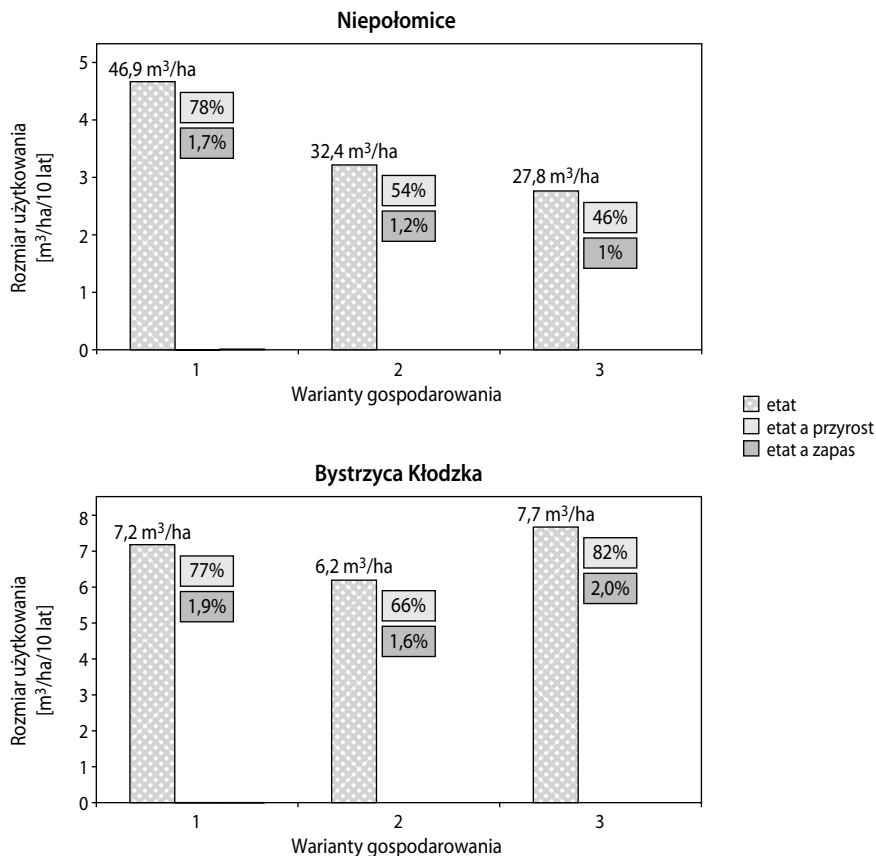 Niepołomice
Rozmiar użytkowania
[m³/ha/10 lat]
5
4
3
2
1
0
46,9 m³/ha
78%
1,7%
32,4 m³/ha
54%
1,2%
27,8 m³/ha
46%
1%
1 2 3
Warianty gospodarowania
etat
etat a przyrost
etat a zapas
Bystrzyca Kłodzka
Rozmiar użytkowania
[m³/ha/10 lat]
8
7
6
5
4
3
2
1
0
7,2 m³/ha
77%
1,9%
6,2 m³/ha
66%
1,6%
7,7 m³/ha
82%
2,0%
1 2 3
Warianty gospodarowania